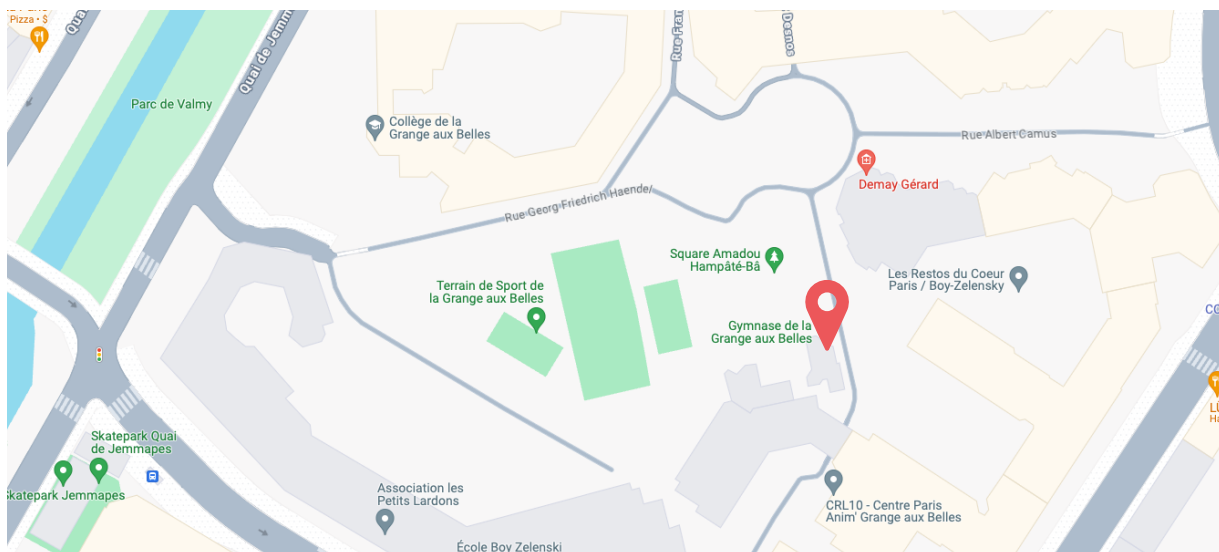 Pizza • $
Quai de Jemm
Rue Fran
Desnos
Parc de Valmy
Collège de la
Grange aux Belles
Rue Albert Camus
Demay Gérard
Rue Georg Friedrich Haendel
Square Amadou
Hampâté-Bâ
Les Restos du Coeur
Paris / Boy-Zelensky
Terrain de Sport de
la Grange aux Belles
Gymnase de la
Grange aux Belles
Skatepark Quai
de Jemmapes
Skatepark Jemmapes
Association les
Petits Lardons
CRL10 - Centre Paris
Anim' Grange aux Belles
École Boy Zelenski